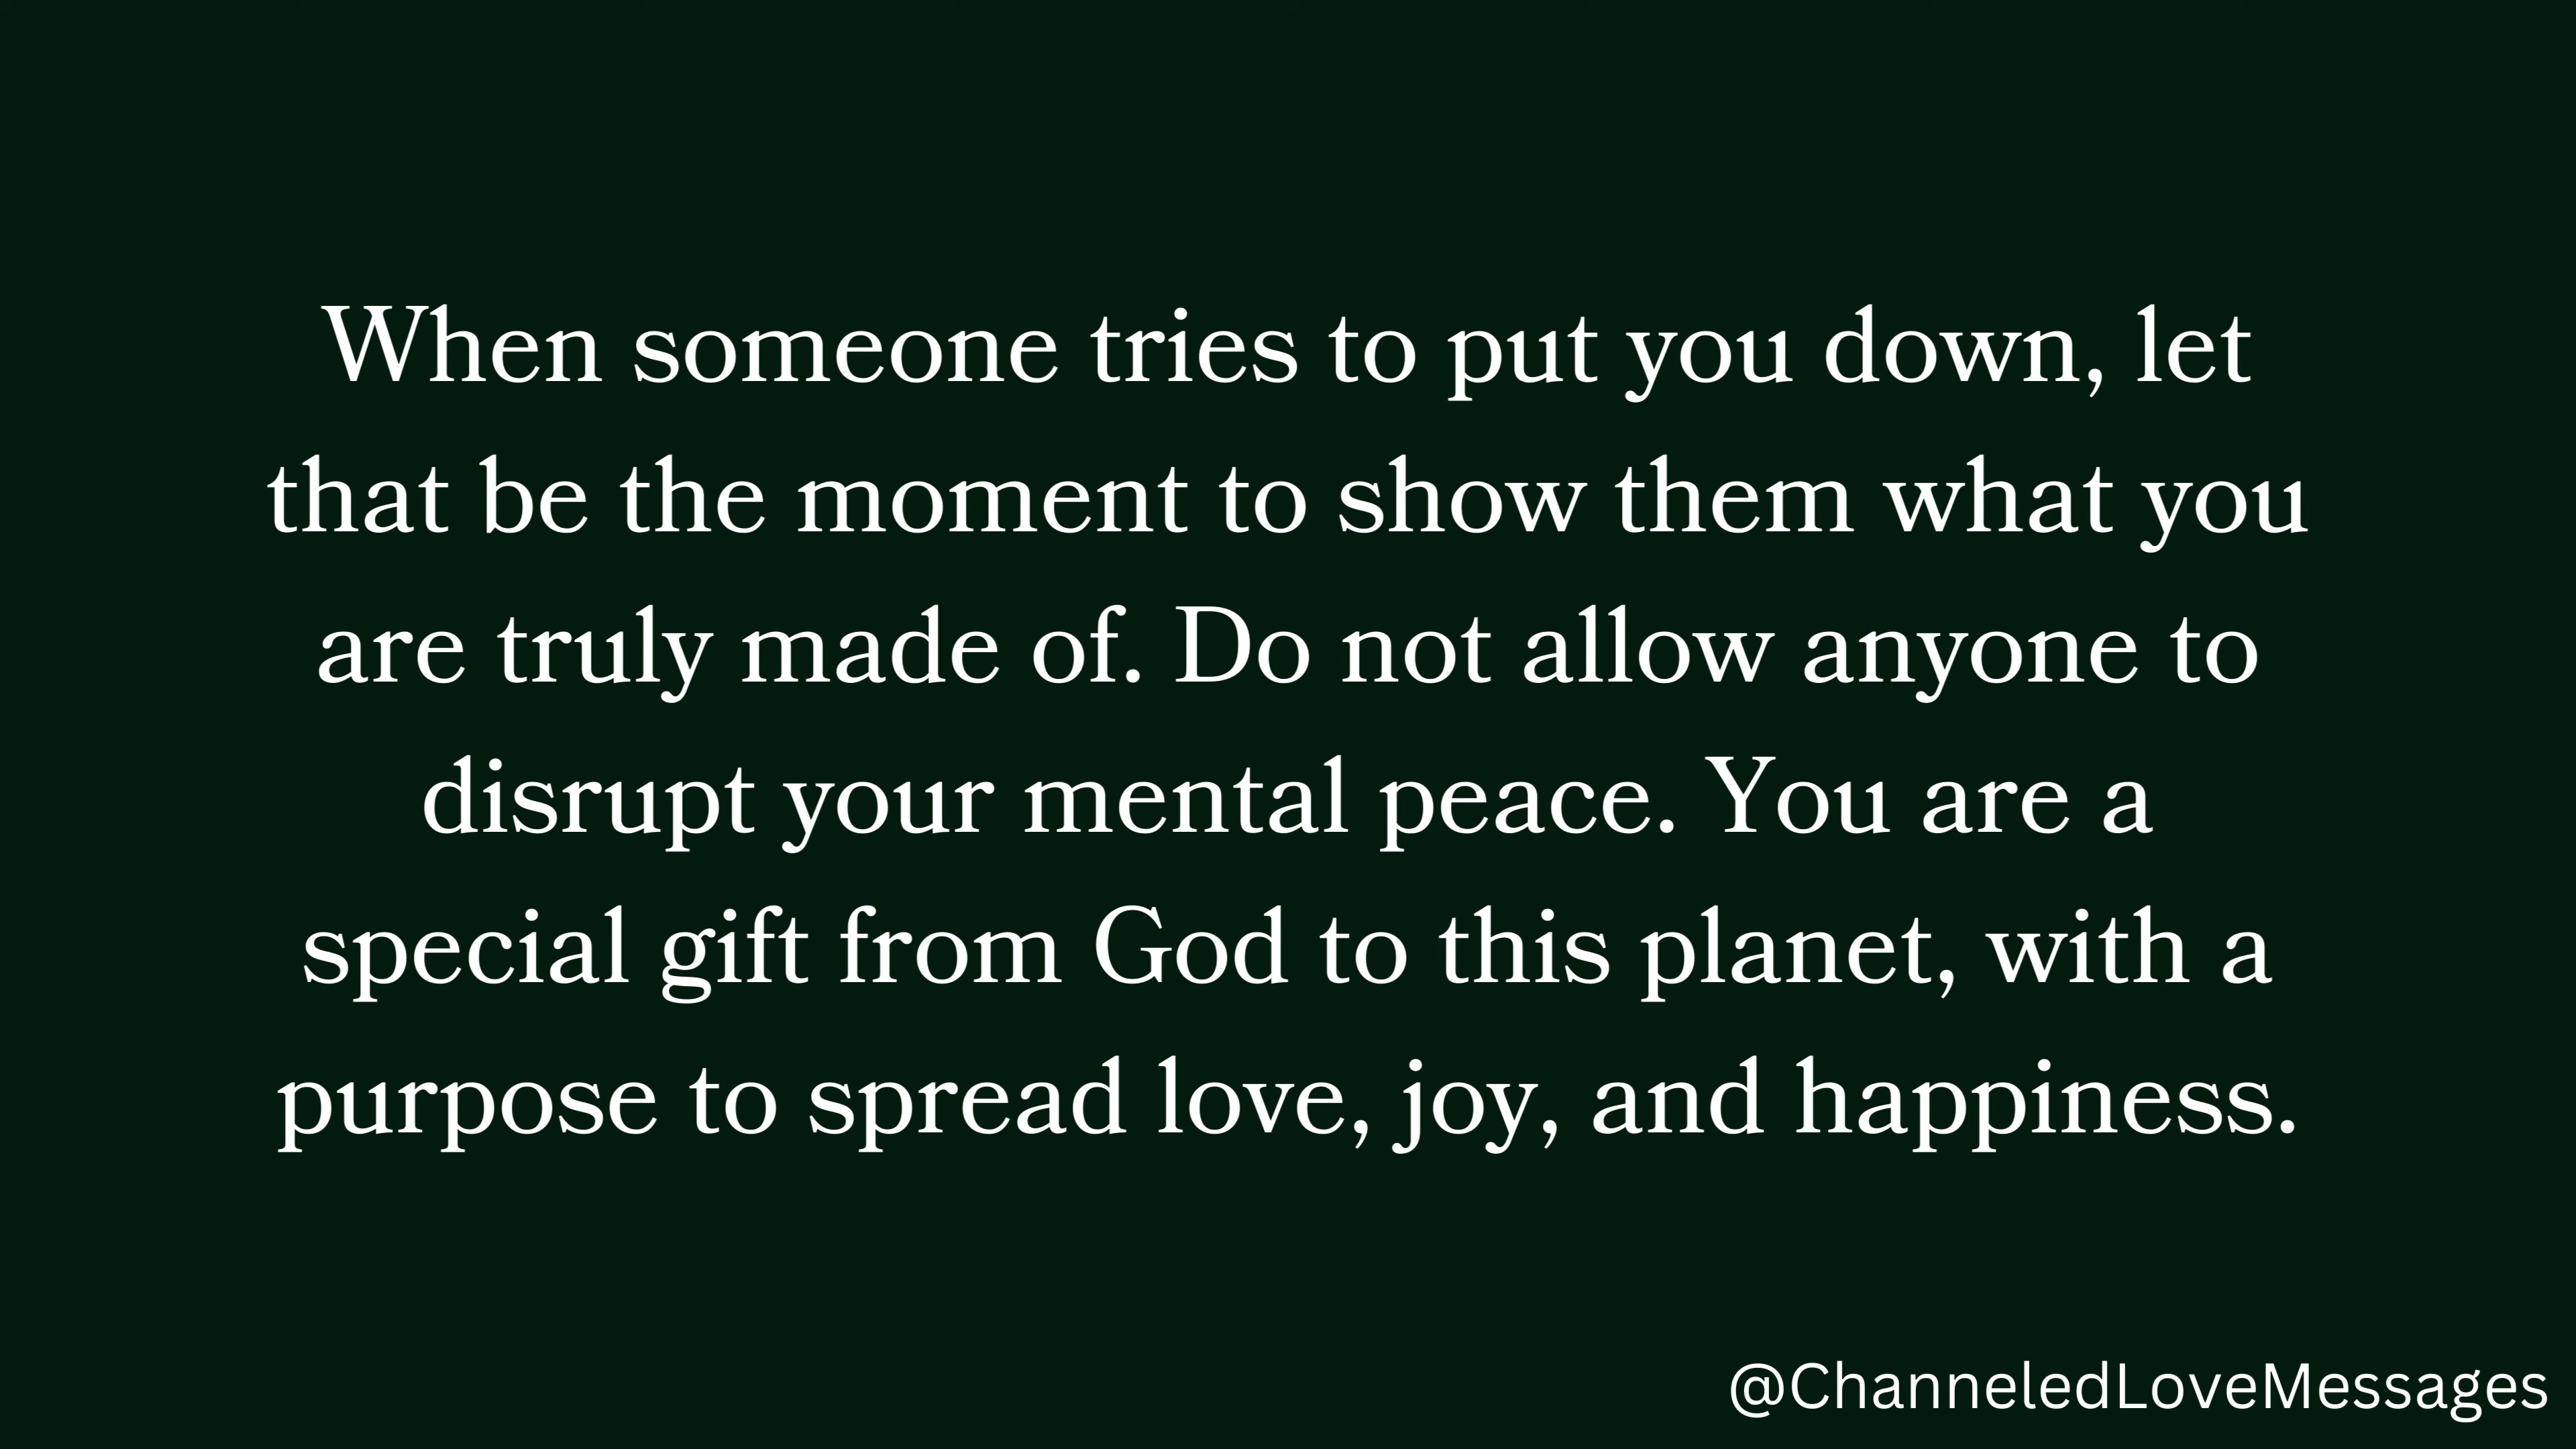 When someone tries to put you down, let
that be the moment to show them what you
are truly made of. Do not allow anyone to
disrupt your mental peace. You are a
special gift from God to this planet, with a
purpose to spread love, joy, and happiness.
@ChanneledLoveMessages